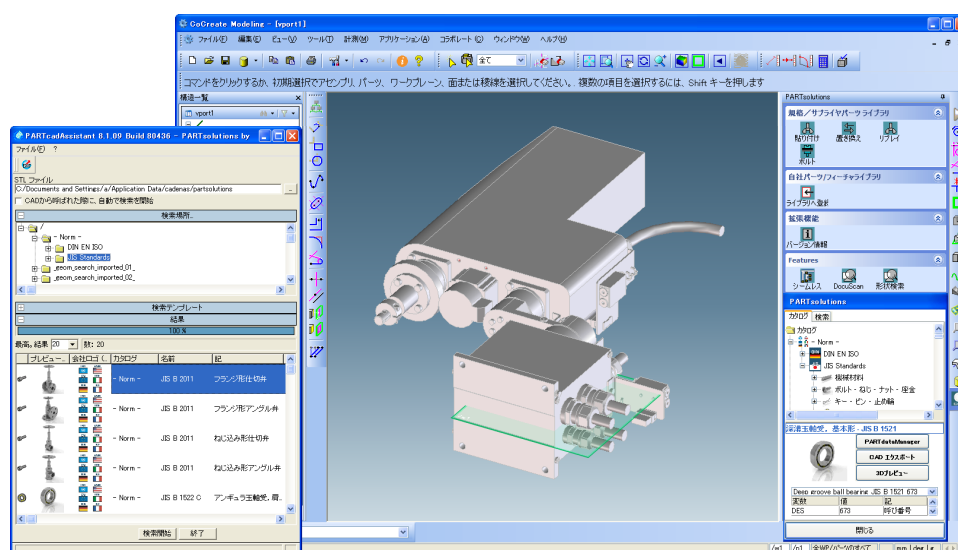 CoCreate Modeling - [vport1]
ファイル(F) 編集(E) ビュー(V) ツール(T) 計測(M) アプリケーション(A) コラボレート(O) ウィンドウ(W) ヘルプ(H)
全て
コマンドをクリックするか、初期選択でアセンブリ、パーツ、ワークプレーン、面または稜線を選択してください。複数の項目を選択するには、Shift キーを押します
構造一覧
vport1
PARTcadAssistant 8.1.09 Build 80436 - PARTsolutions by
ファイル(F) ?
STL ファイル
C:/Documents and Settings/a/Application Data/cadenas/partsolutions
CADから呼ばれた際に、自動で検索を開始
検索場所..
/
- Norm -
DIN EN ISO
JIS Standards
_geom_search_imported_01_
_geom_search_imported_02_
検索テンプレート
結果
100 %
最高。結果 20 数: 20
プレビュー.. 会社ロゴ (.. カタログ 名前 記
- Norm - JIS B 2011 フランジ形仕切弁
- Norm - JIS B 2011 フランジ形アングル弁
- Norm - JIS B 2011 ねじ込み形仕切弁
- Norm - JIS B 2011 ねじ込み形アングル弁
- Norm - JIS B 1522 C アンギュラ玉軸受,
検索開始 終了
PARTsolutions
規格／サプライヤパーツ ライブラリ
貼り付け 置き換え リプレイ
ボルト
自社パーツ/フィーチャライブラリ
ライブラリへ登録
拡張機能
バージョン情報
Features
シームレス DocuScan 形状検索
PARTsolutions
カタログ 検索
カタログ
- Norm -
DIN EN ISO
JIS Standards
機械材料
ボルト・ねじ・ナット・座金
キー・ピン・止め輪
深溝玉軸受, 基本形 - JIS B 1521
PARTdataManager
CAD エクスポート
3Dプレビュー
Deep groove ball bearing JIS B 1521 673
変数 値 記
DES 673 呼び番号
閉じる